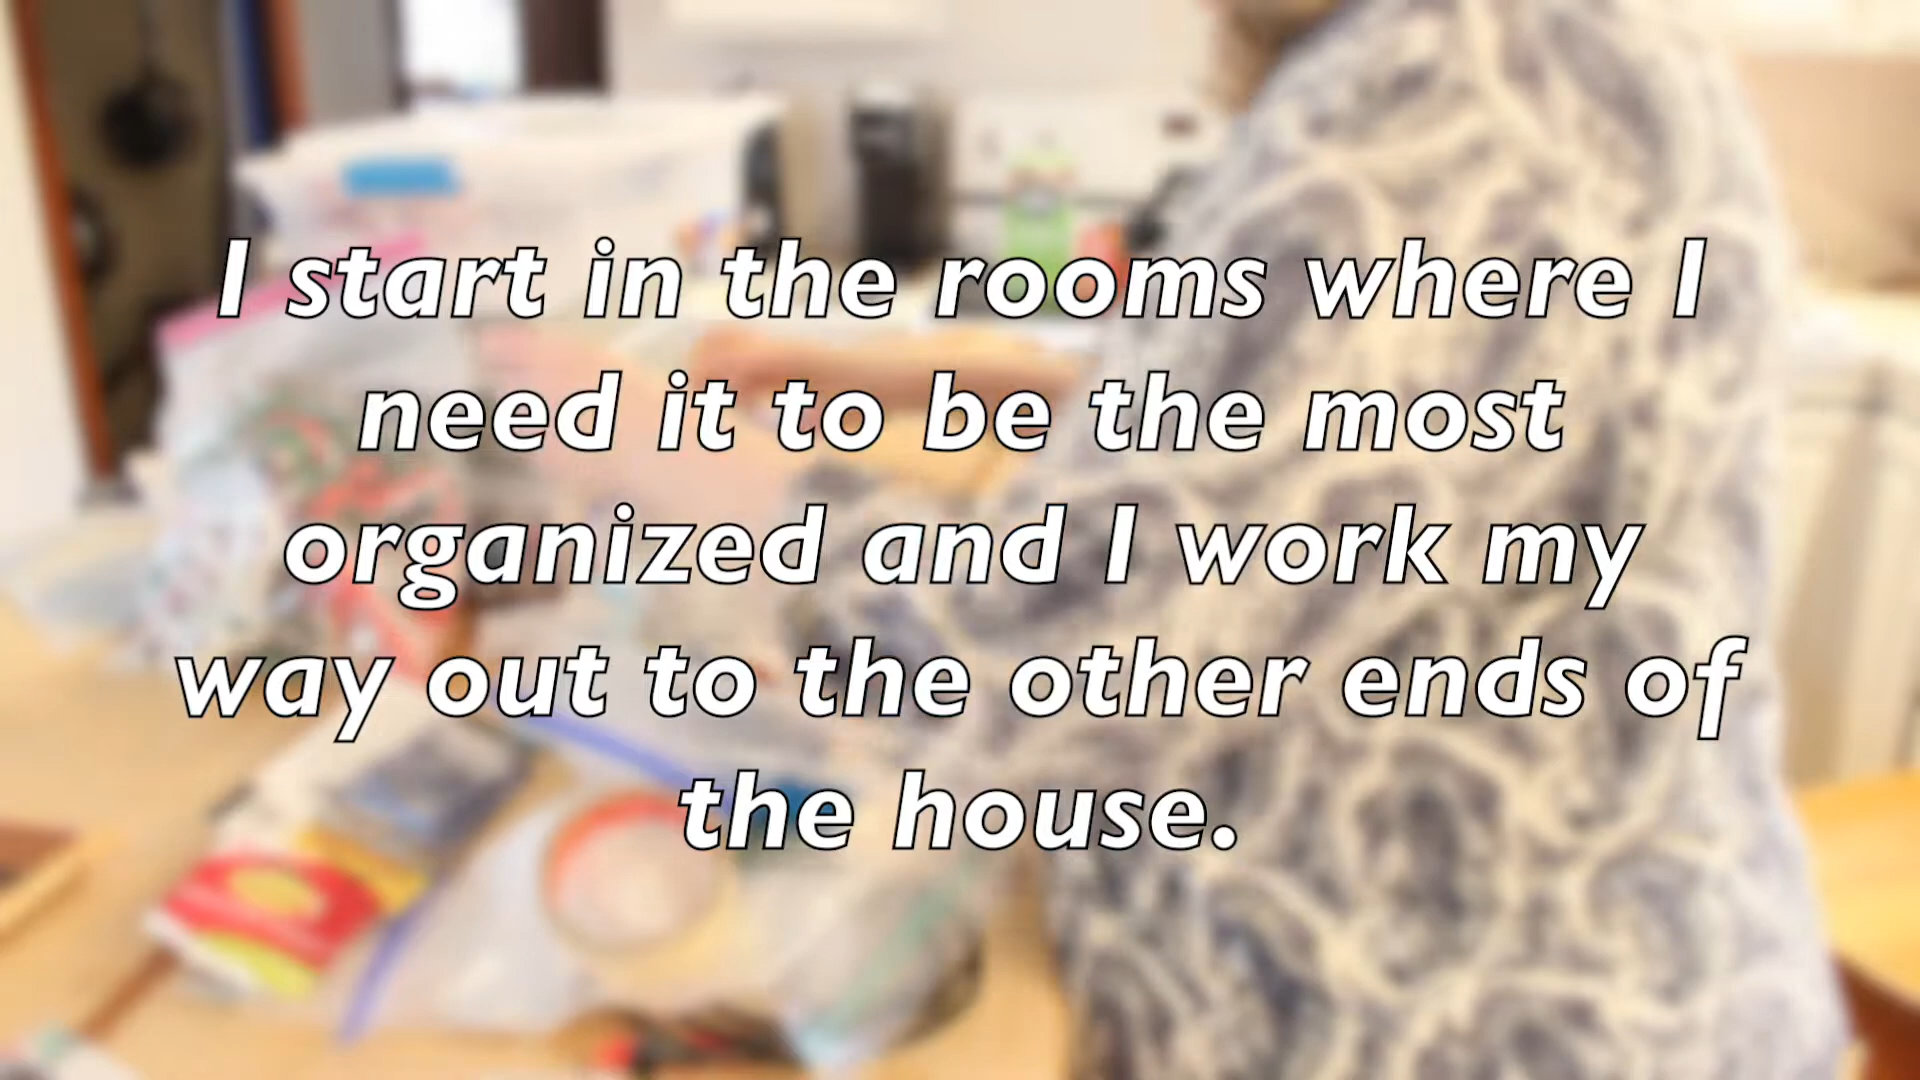 I start in the rooms where I
need it to be the most
organized and I work my
way out to the other ends of
the house.